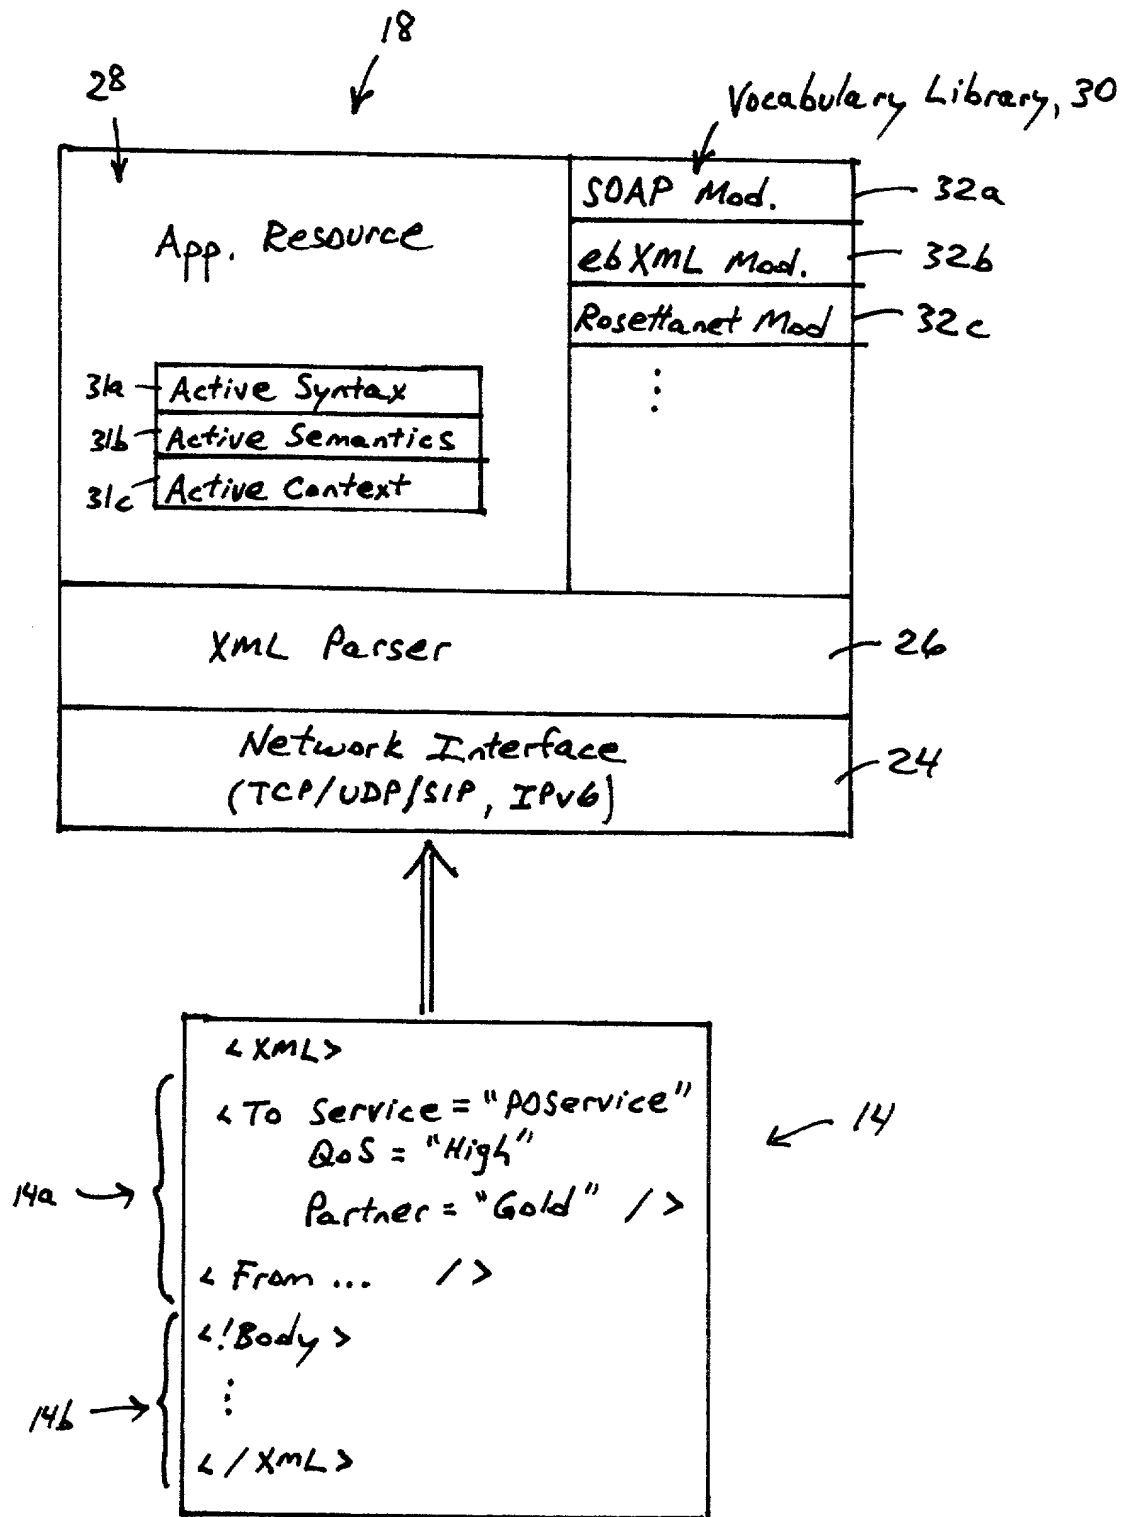 18
28
Vocabulary Library, 30
SOAP Mod.
32a
App. Resource
ebXML Mod.
32b
Rosettanet Mod
32c
⋮
31a
Active Syntax
31b
Active Semantics
31c
Active Context
XML Parser
26
Network Interface
(TCP/UDP/SIP, IPv6)
24
<XML>
<To Service = "POService"
QoS = "High"
Partner = "Gold" />
<From ... />
<!Body>
⋮
</XML>
14
14a
14b